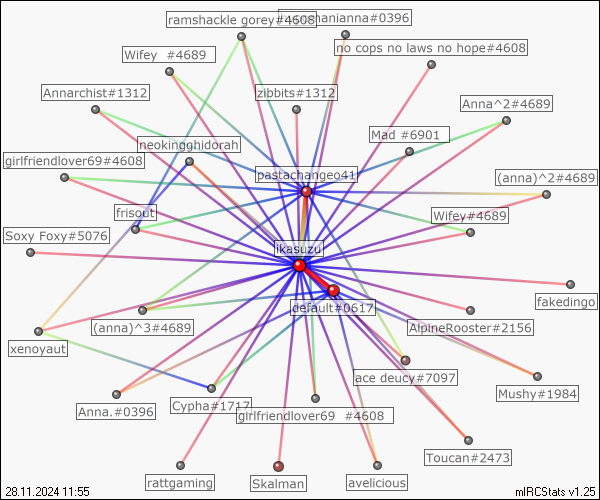 ramshackle gorey#4608
anna#0396
no cops no laws no hope#4608
Wifey #4689
Annarchist#1312
zibbits#1312
Anna^2#4689
Mad #6901
neokingghidorah
girlfriendlover69#4608
pastachangeo41
(anna)^2#4689
frisout
Wifey#4689
Soxy Foxy#5076
ikasuzu
fakedingo
default#0617
(anna)^3#4689
AlpineRooster#2156
xenoyaut
ace deucy#7097
Mushy#1984
Anna.#0396
Cypha#1717
girlfriendlover69 #4608
Toucan#2473
rattgaming
Skalman
avelicious
28.11.2024 11:55
mIRCStats v1.25